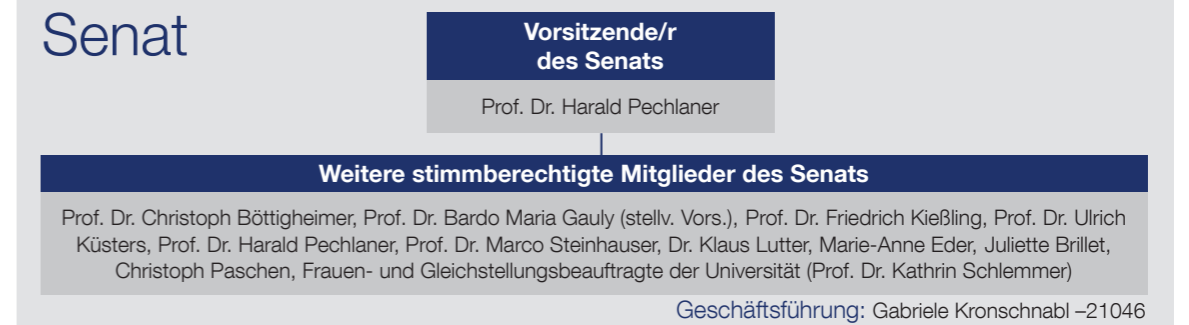 Senat
Vorsitzende/r
des Senats
Prof. Dr. Harald Pechlaner
Weitere stimmberechtigte Mitglieder des Senats
Prof. Dr. Christoph Böttigheimer, Prof. Dr. Bardo Maria Gauly (stellv. Vors.), Prof. Dr. Friedrich Kießling, Prof. Dr. Ulrich
Küsters, Prof. Dr. Harald Pechlaner, Prof. Dr. Marco Steinhauser, Dr. Klaus Lutter, Marie-Anne Eder, Juliette Brillet,
Christoph Paschen, Frauen- und Gleichstellungsbeauftragte der Universität (Prof. Dr. Kathrin Schlemmer)
Geschäftsführung: Gabriele Kronschnabl –21046